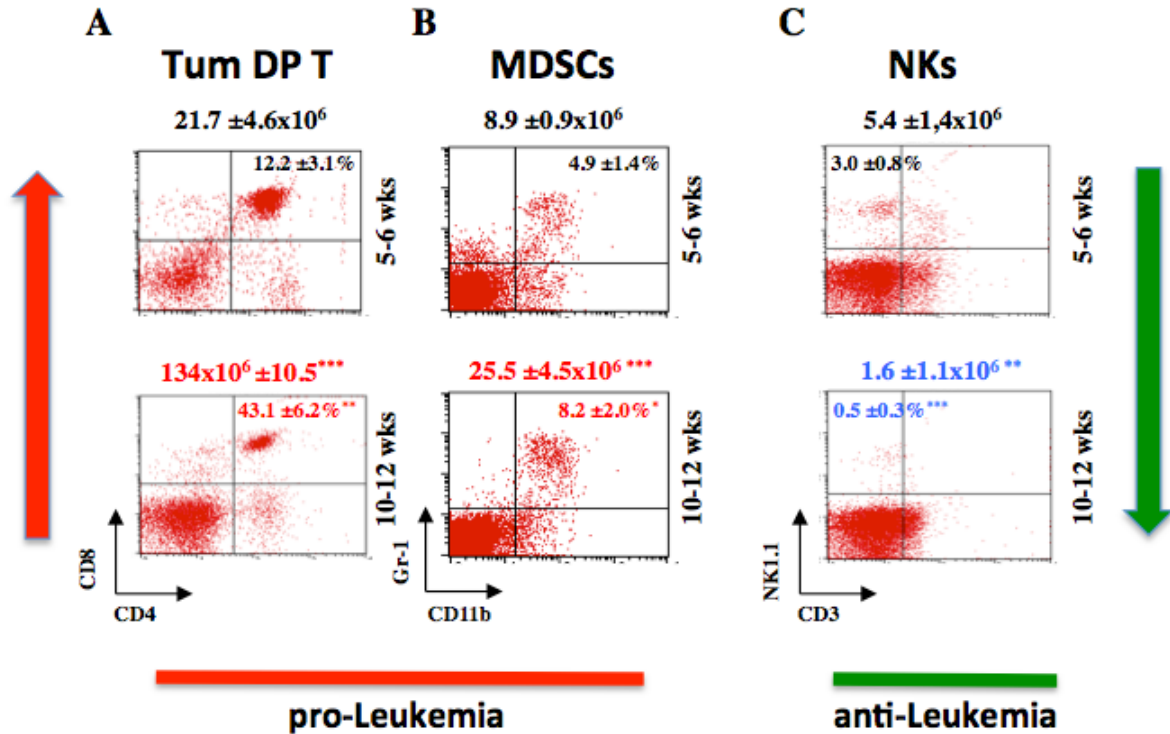 A
Tum DP T
21.7 ±4.6x10⁶
12.2 ±3.1%
5-6 wks
134x10⁶ ±10.5***
43.1 ±6.2%**
10-12 wks
CD8
CD4
B
MDSCs
8.9 ±0.9x10⁶
4.9 ±1.4%
5-6 wks
25.5 ±4.5x10⁶ ***
8.2 ±2.0%*
10-12 wks
Gr-1
CD11b
C
NKs
5.4 ±1,4x10⁶
3.0 ±0.8%
5-6 wks
1.6 ±1.1x10⁶ **
0.5 ±0.3%***
10-12 wks
NK1.1
CD3
pro-Leukemia
anti-Leukemia